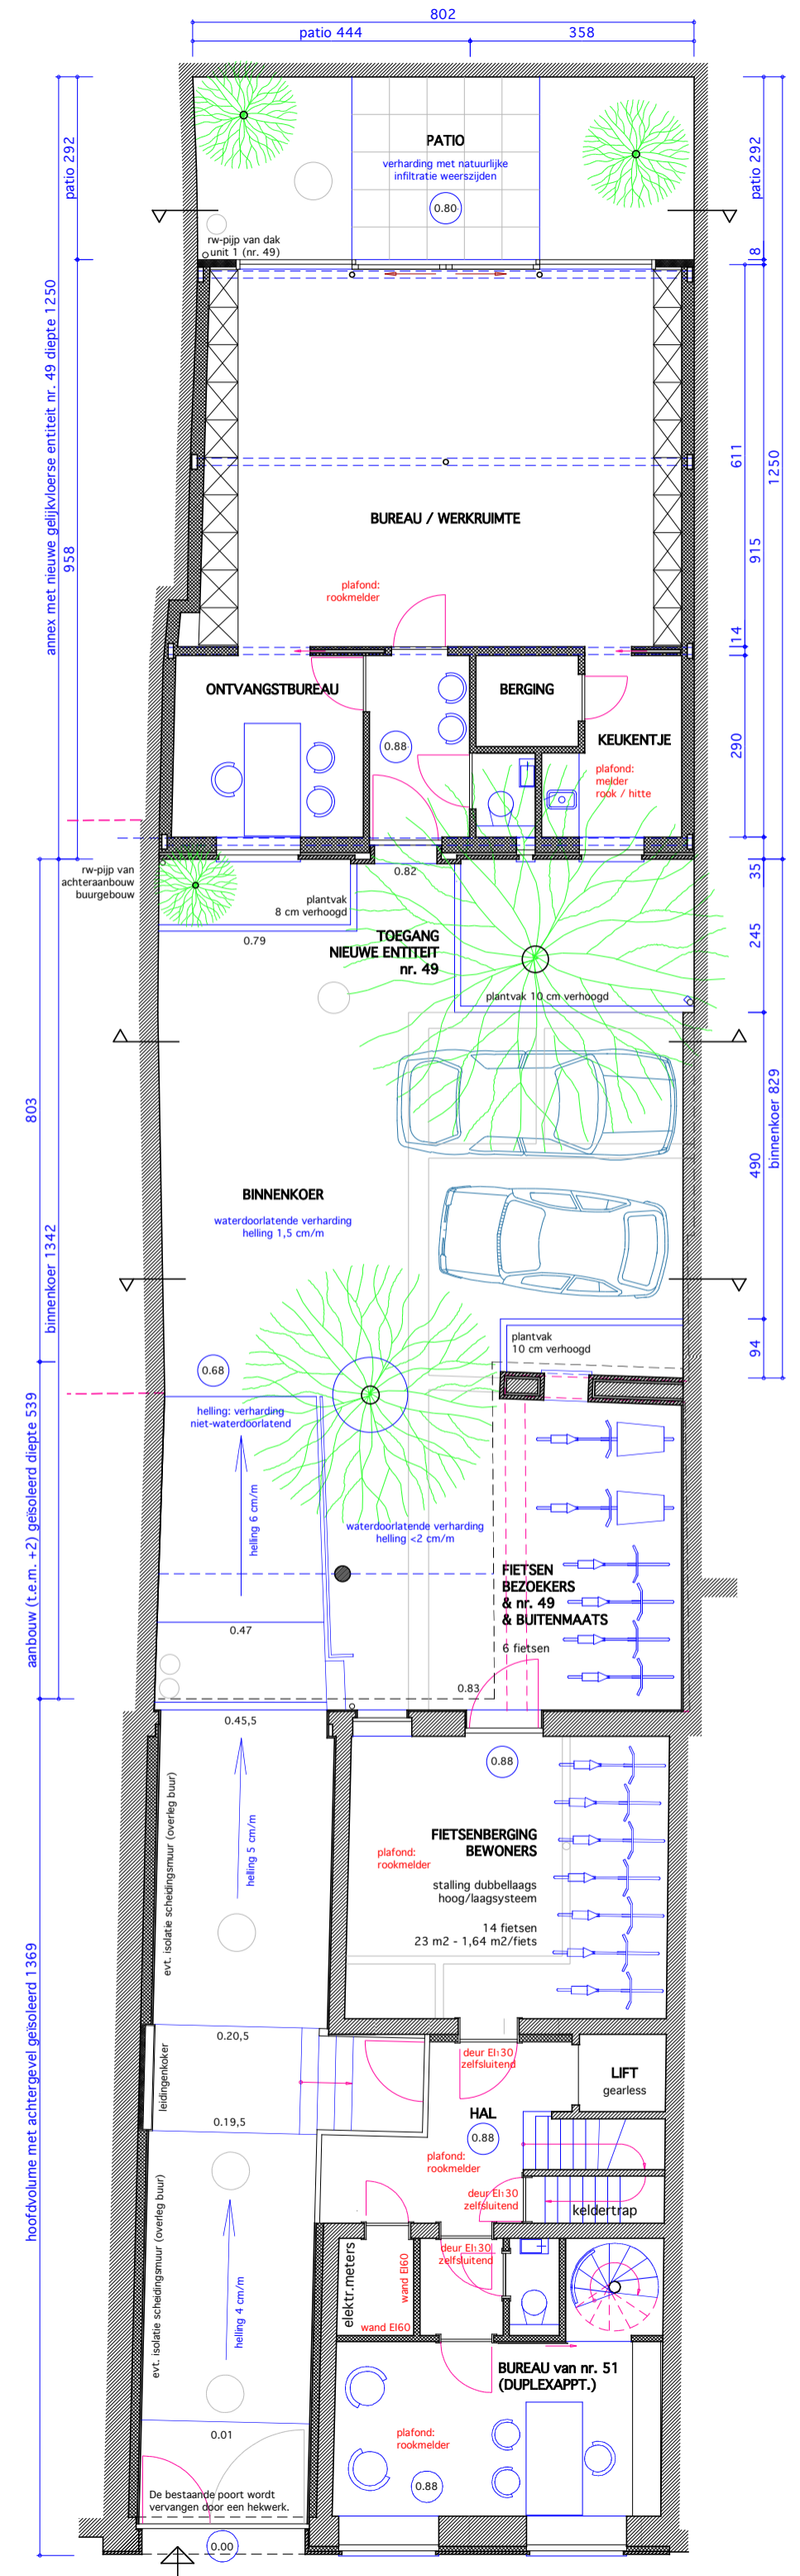 802
patio 444
358
patio 292
patio 292
PATIO
verharding met natuurlijke
infiltratie weerszijden
0.80
rw-pijp van dak
unit 1 (nr. 49)
8
annex met nieuwe gelijkvloerse entiteit nr. 49 diepte 1250
958
611
1250
915
BUREAU / WERKRUIMTE
plafond:
rookmelder
14
ONTVANGSTBUREAU
BERGING
0.88
KEUKENTJE
290
plafond:
melder
rook / hitte
rw-pijp van
achteraanbouw
buurgebouw
0.82
35
plantvak
8 cm verhoogd
0.79
TOEGANG
NIEUWE ENTITEIT
nr. 49
245
plantvak 10 cm verhoogd
803
binnenkoer 829
490
BINNENKOER
waterdoorlatende verharding
helling 1,5 cm/m
binnenkoer 1342
plantvak
10 cm verhoogd
94
0.68
helling: verharding
niet-waterdoorlatend
aanbouw (t.e.m. +2) geïsoleerd diepte 539
helling 6 cm/m
waterdoorlatende verharding
helling <2 cm/m
FIETSEN
BEZOEKERS
& nr. 49
& BUITENMAATS
6 fietsen
0.47
0.83
0.45,5
0.88
evt. isolatie scheidingsmuur (overleg buur)
helling 5 cm/m
FIETSENBERGING
BEWONERS
plafond:
rookmelder
stalling dubbellaags
hoog/laagsysteem
14 fietsen
23 m2 - 1,64 m2/fiets
hoofdvolume met achtergevel geïsoleerd 1369
0.20,5
leidingenkoker
0.19,5
deur EI1 30
zelfsluitend
LIFT
gearless
HAL
0.88
plafond:
rookmelder
deur EI1 30
zelfsluitend
keldertrap
evt. isolatie scheidingsmuur (overleg buur)
helling 4 cm/m
elektr.meters
wand EI60
wand EI60
deur EI1 30
zelfsluitend
BUREAU van nr. 51
(DUPLEXAPPT.)
plafond:
rookmelder
0.01
0.88
De bestaande poort wordt
vervangen door een hekwerk.
0.00